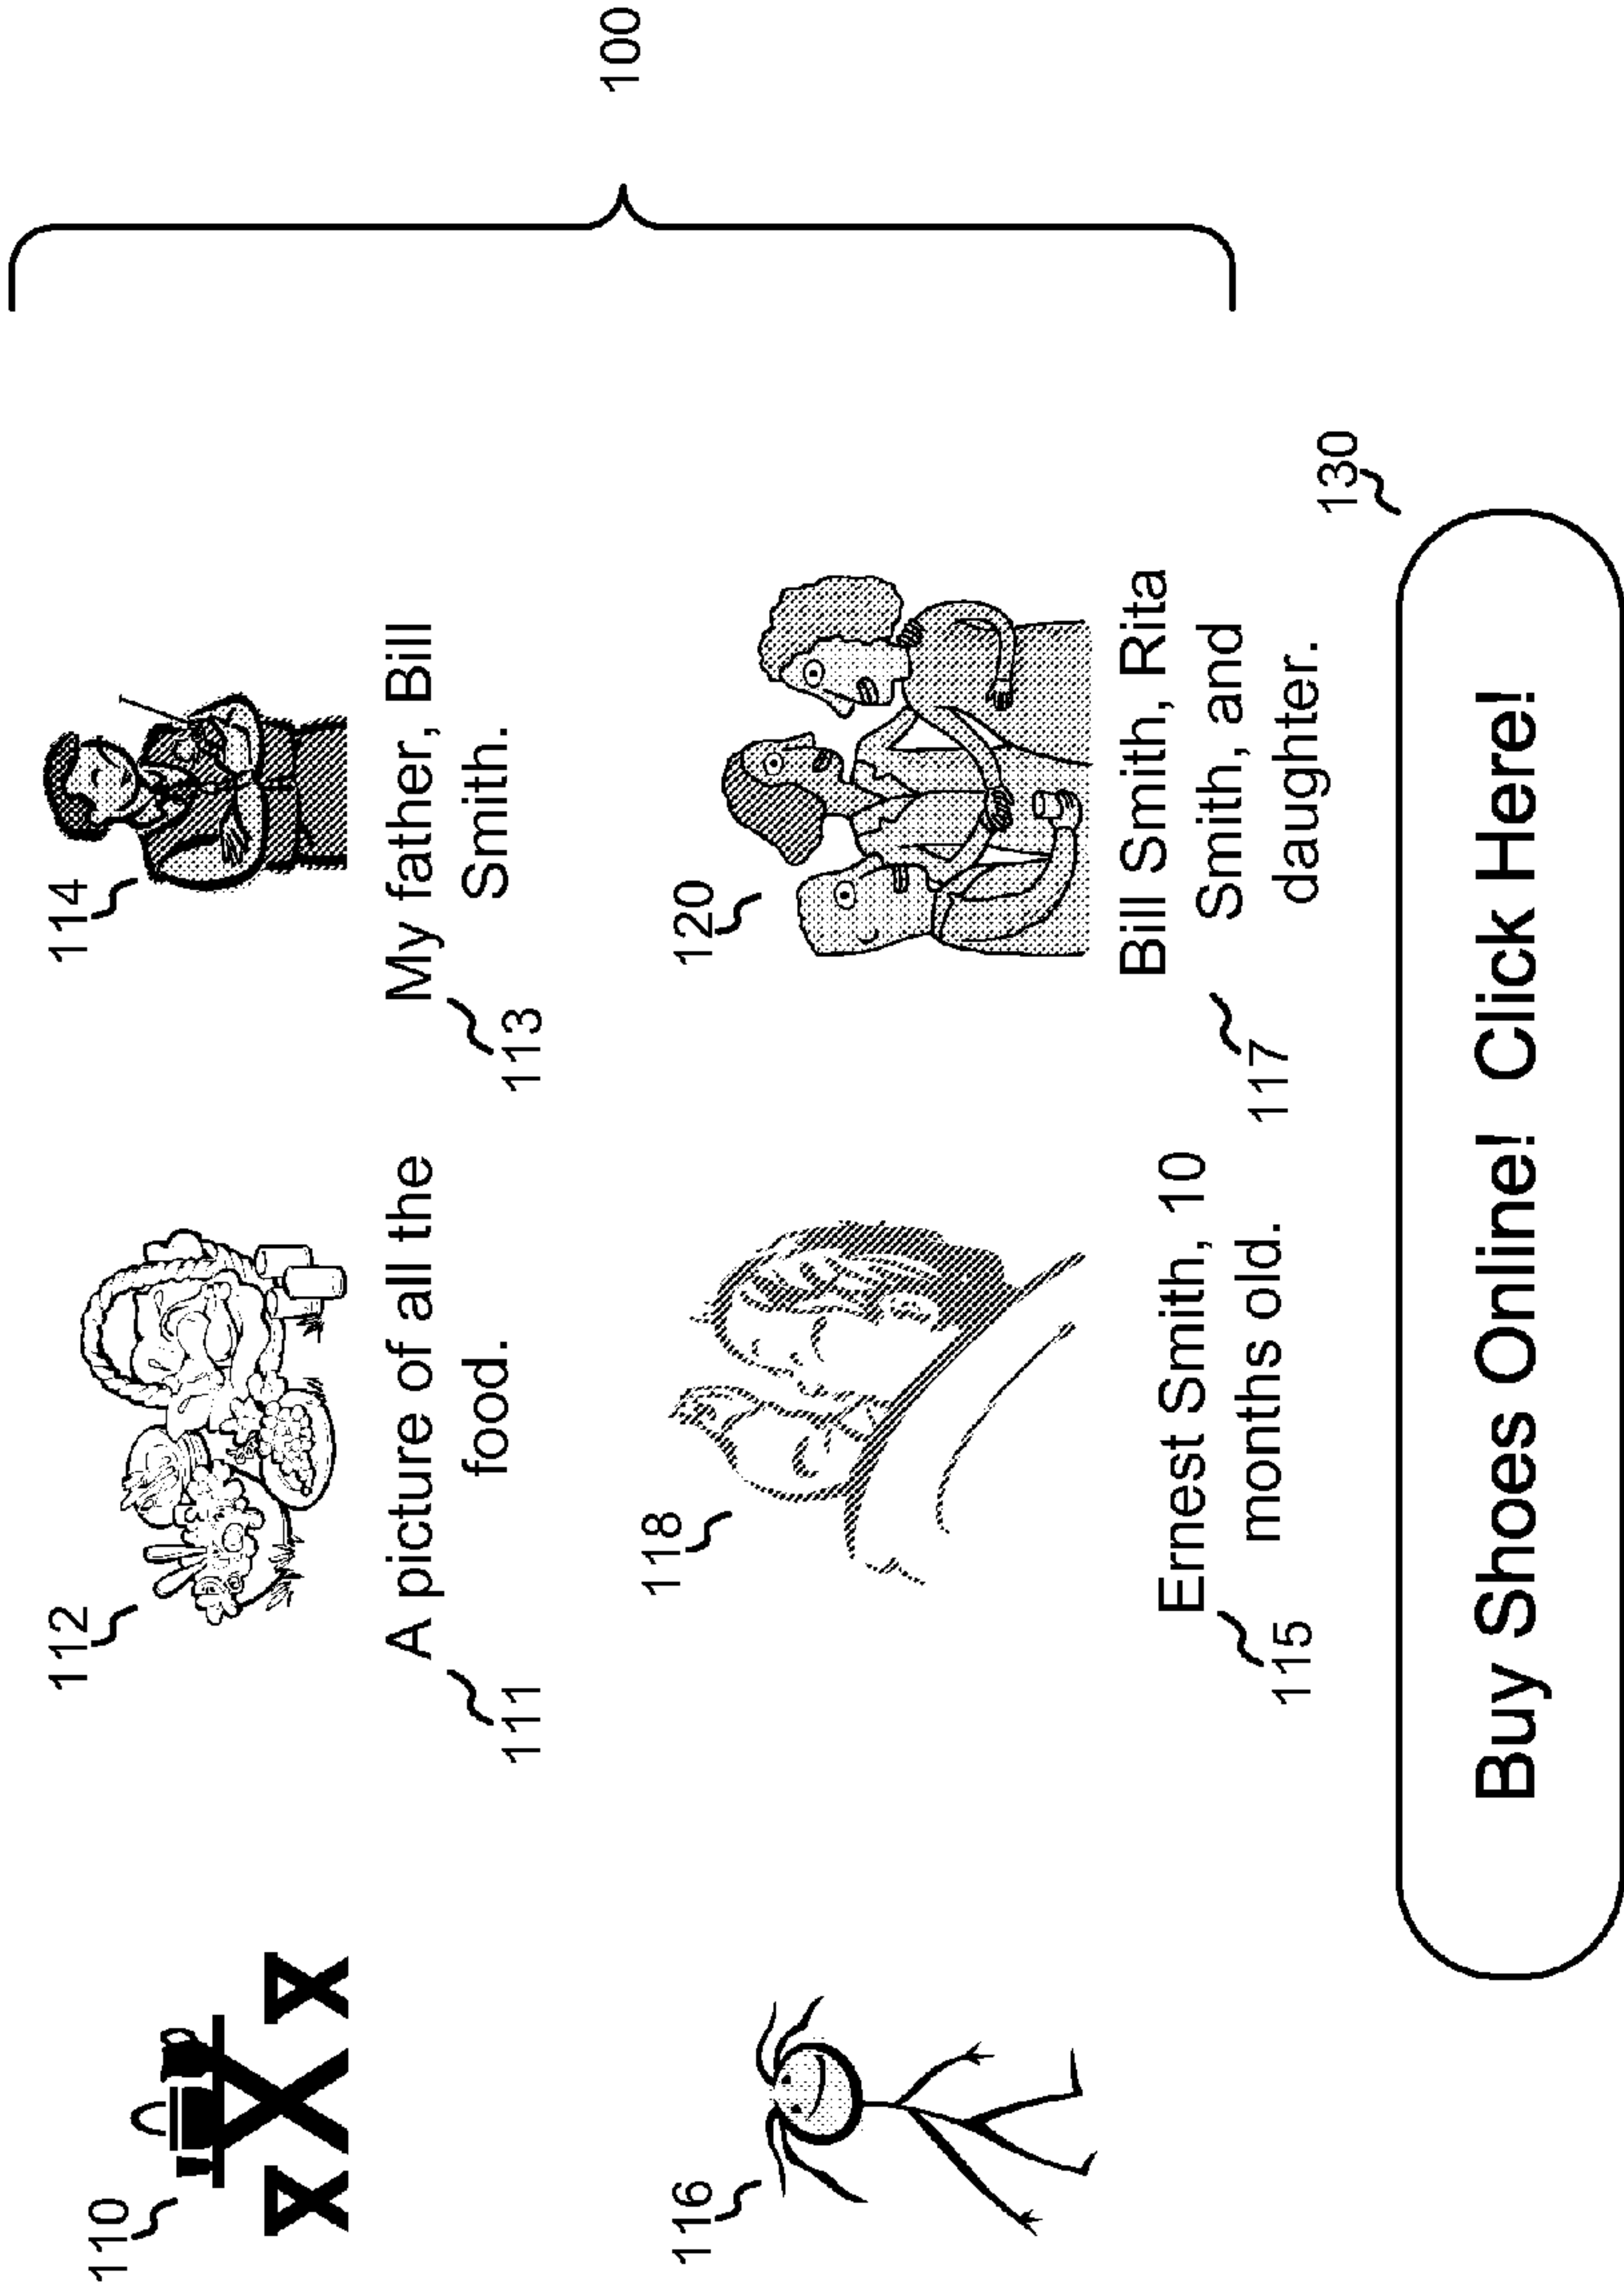 110
112
114
A picture of all the
food.
111
My father, Bill
Smith.
113
100
116
118
120
Ernest Smith, 10
months old.
115
Bill Smith, Rita
Smith, and
daughter.
117
130
Buy Shoes Online! Click Here!